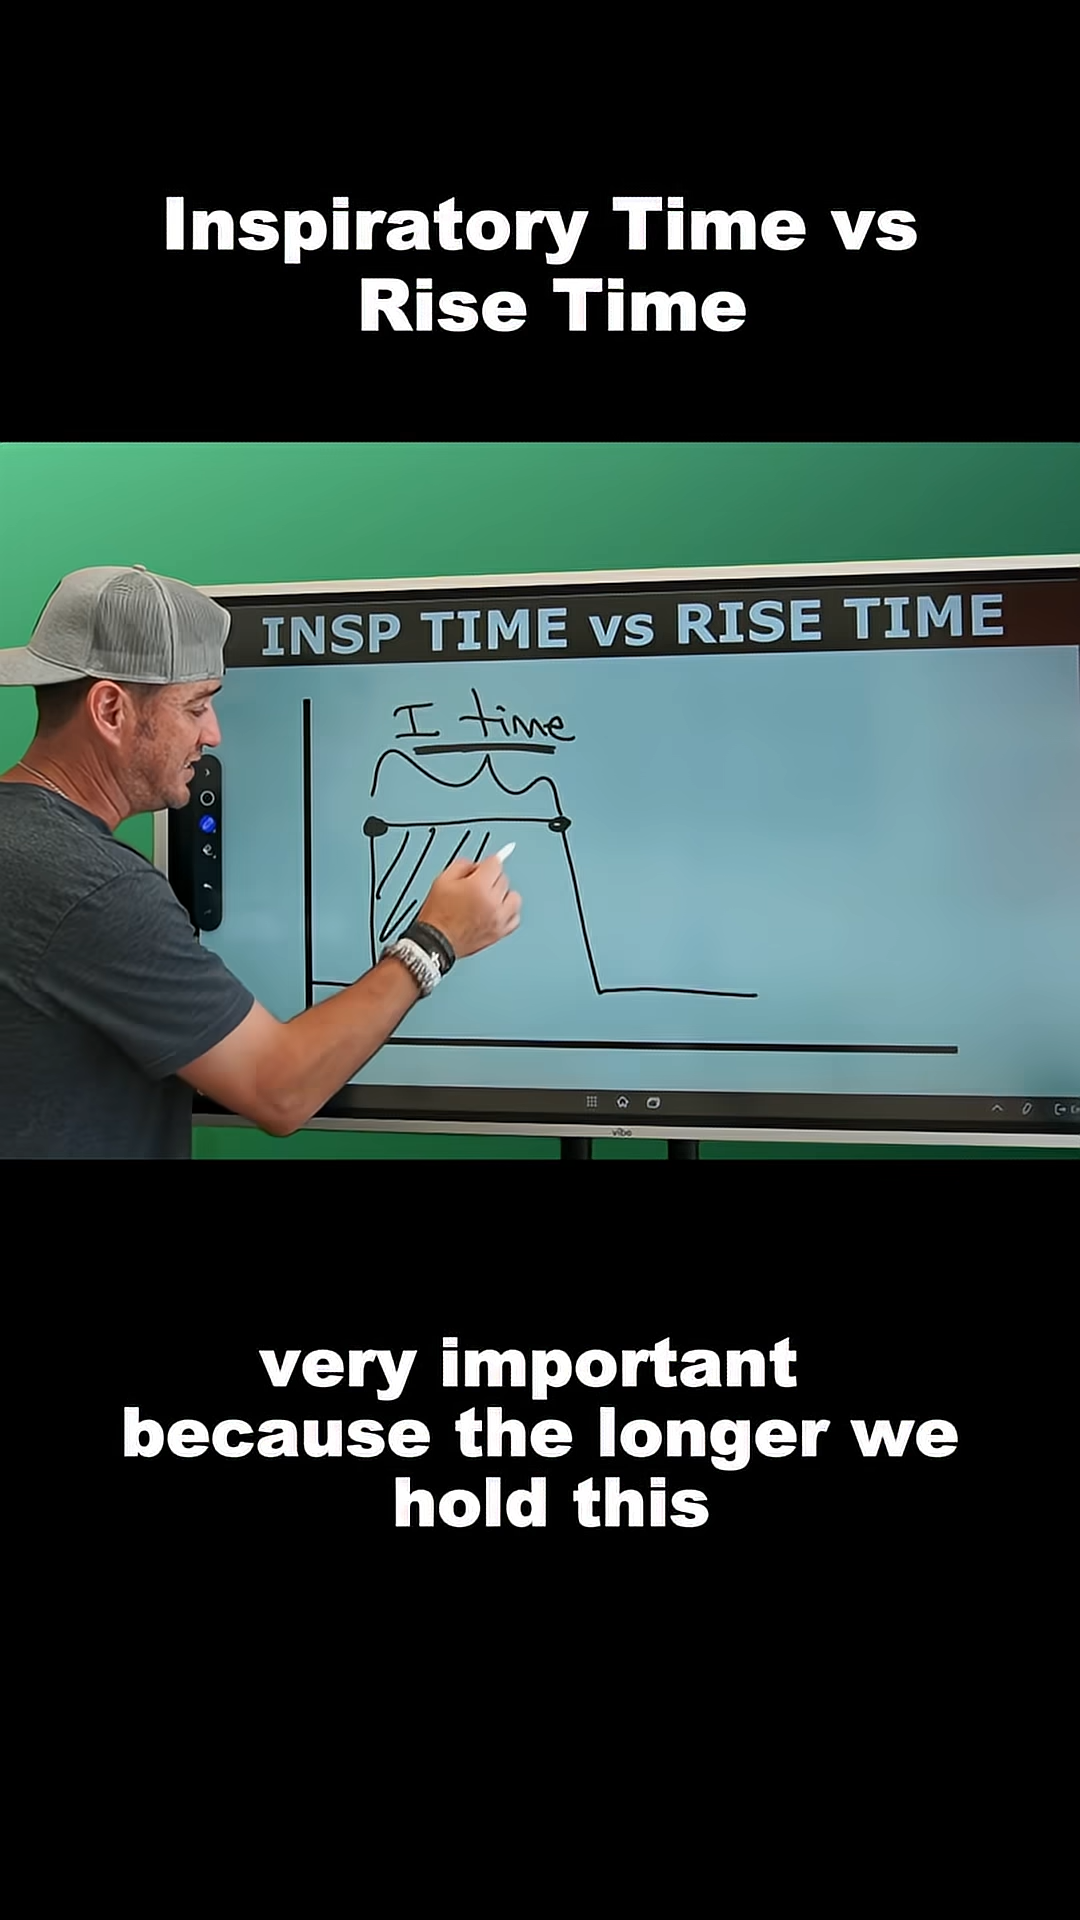 Inspiratory Time vs
Rise Time
INSP TIME vs RISE TIME
I time
vibe
very important
because the longer we
hold this